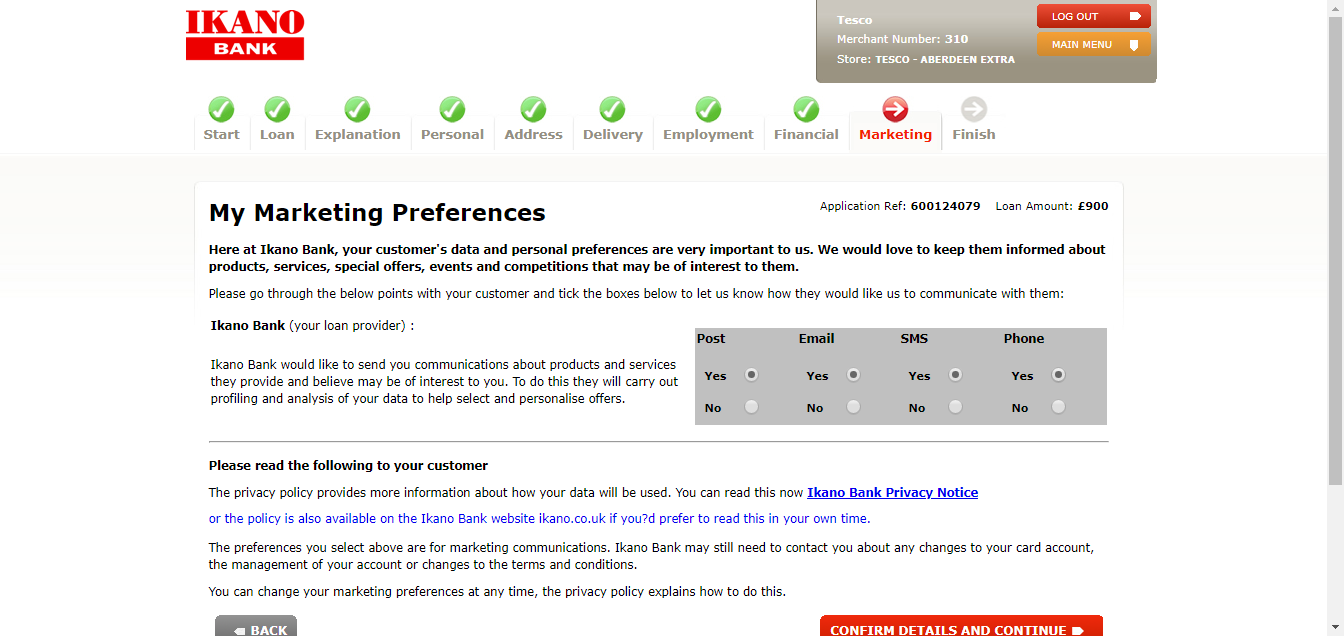 IKANO
BANK
Tesco
Merchant Number: 310
Store: TESCO - ABERDEEN EXTRA
LOG OUT
MAIN MENU
Start Loan Explanation Personal Address Delivery Employment Financial Marketing Finish
My Marketing Preferences
Application Ref: 600124079 Loan Amount: £900
Here at Ikano Bank, your customer's data and personal preferences are very important to us. We would love to keep them informed about
products, services, special offers, events and competitions that may be of interest to them.
Please go through the below points with your customer and tick the boxes below to let us know how they would like us to communicate with them:
Ikano Bank (your loan provider) :
Post Email SMS Phone
Ikano Bank would like to send you communications about products and services
they provide and believe may be of interest to you. To do this they will carry out
profiling and analysis of your data to help select and personalise offers.
Yes Yes Yes Yes
No No No No
Please read the following to your customer
The privacy policy provides more information about how your data will be used. You can read this now Ikano Bank Privacy Notice
or the policy is also available on the Ikano Bank website ikano.co.uk if you?d prefer to read this in your own time.
The preferences you select above are for marketing communications. Ikano Bank may still need to contact you about any changes to your card account,
the management of your account or changes to the terms and conditions.
You can change your marketing preferences at any time, the privacy policy explains how to do this.
BACK
CONFIRM DETAILS AND CONTINUE